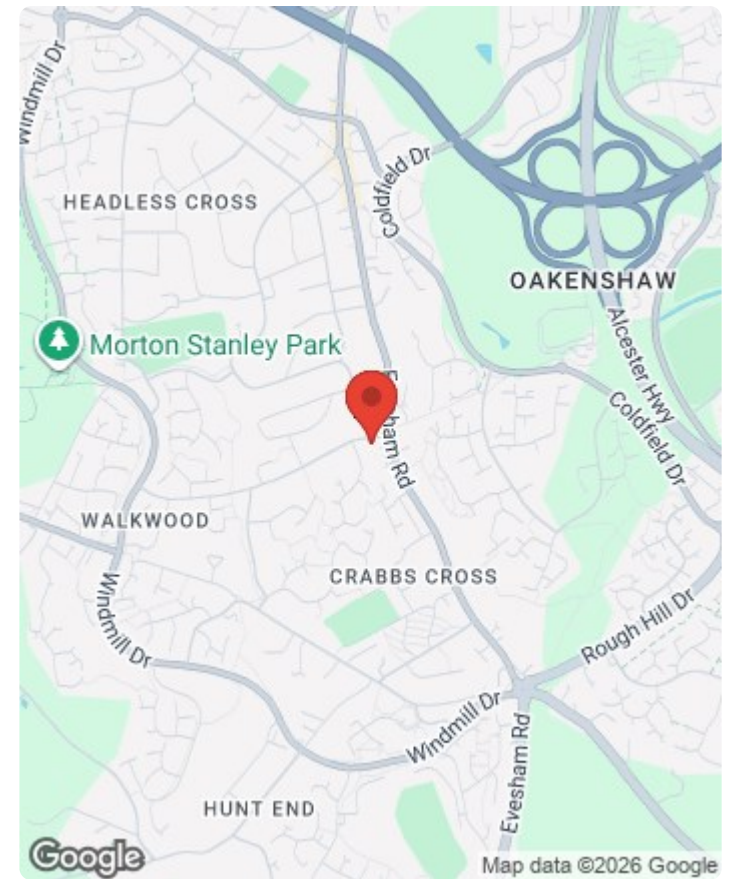 Windmill Dr
Coldfield Dr
HEADLESS CROSS
OAKENSHAW
Morton Stanley Park
Alcester Hwy
Coldfield Dr
ham Rd
WALKWOOD
CRABBS CROSS
Windmill Dr
Rough Hill Dr
Windmill Dr
Evesham Rd
HUNT END
Google
Map data ©2026 Google